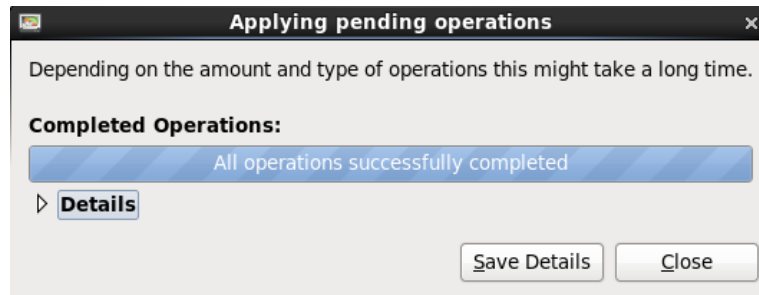 Applying pending operations
Depending on the amount and type of operations this might take a long time.
Completed Operations:
All operations successfully completed
Details
Save Details Close